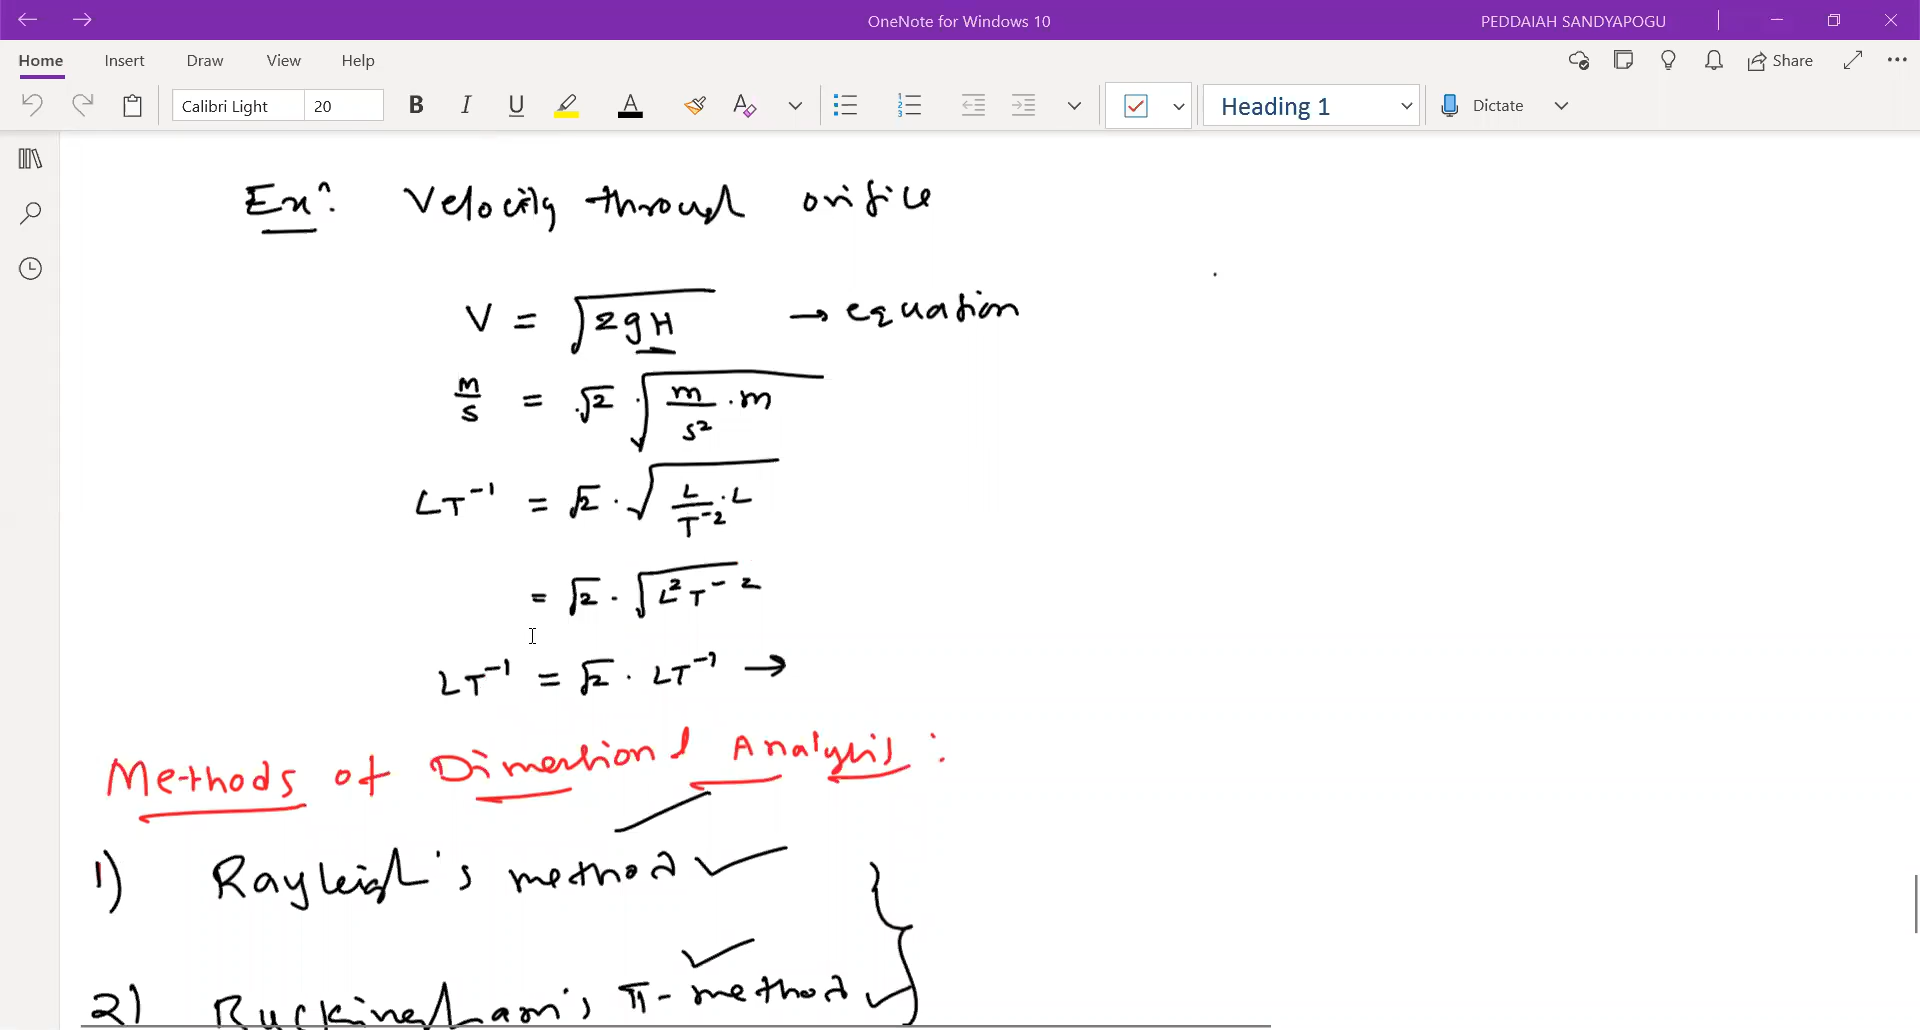 OneNote for Windows 10
PEDDAIAH SANDYAPOGU
Home Insert Draw View Help
Share
Calibri Light 20 B I U A A Heading 1 Dictate
Ex: Velocity through orifice
V = √2gH → equation
m/s = √2 √(m/s² · m)
LT⁻¹ = √2 · √(L/T⁻² · L)
= √2 · √(L²T⁻²)
LT⁻¹ = √2 · LT⁻¹ →
Methods of Dimentionl Analysis :
1) Rayleigh's method ✓
2) Buckingham's π-method ✓